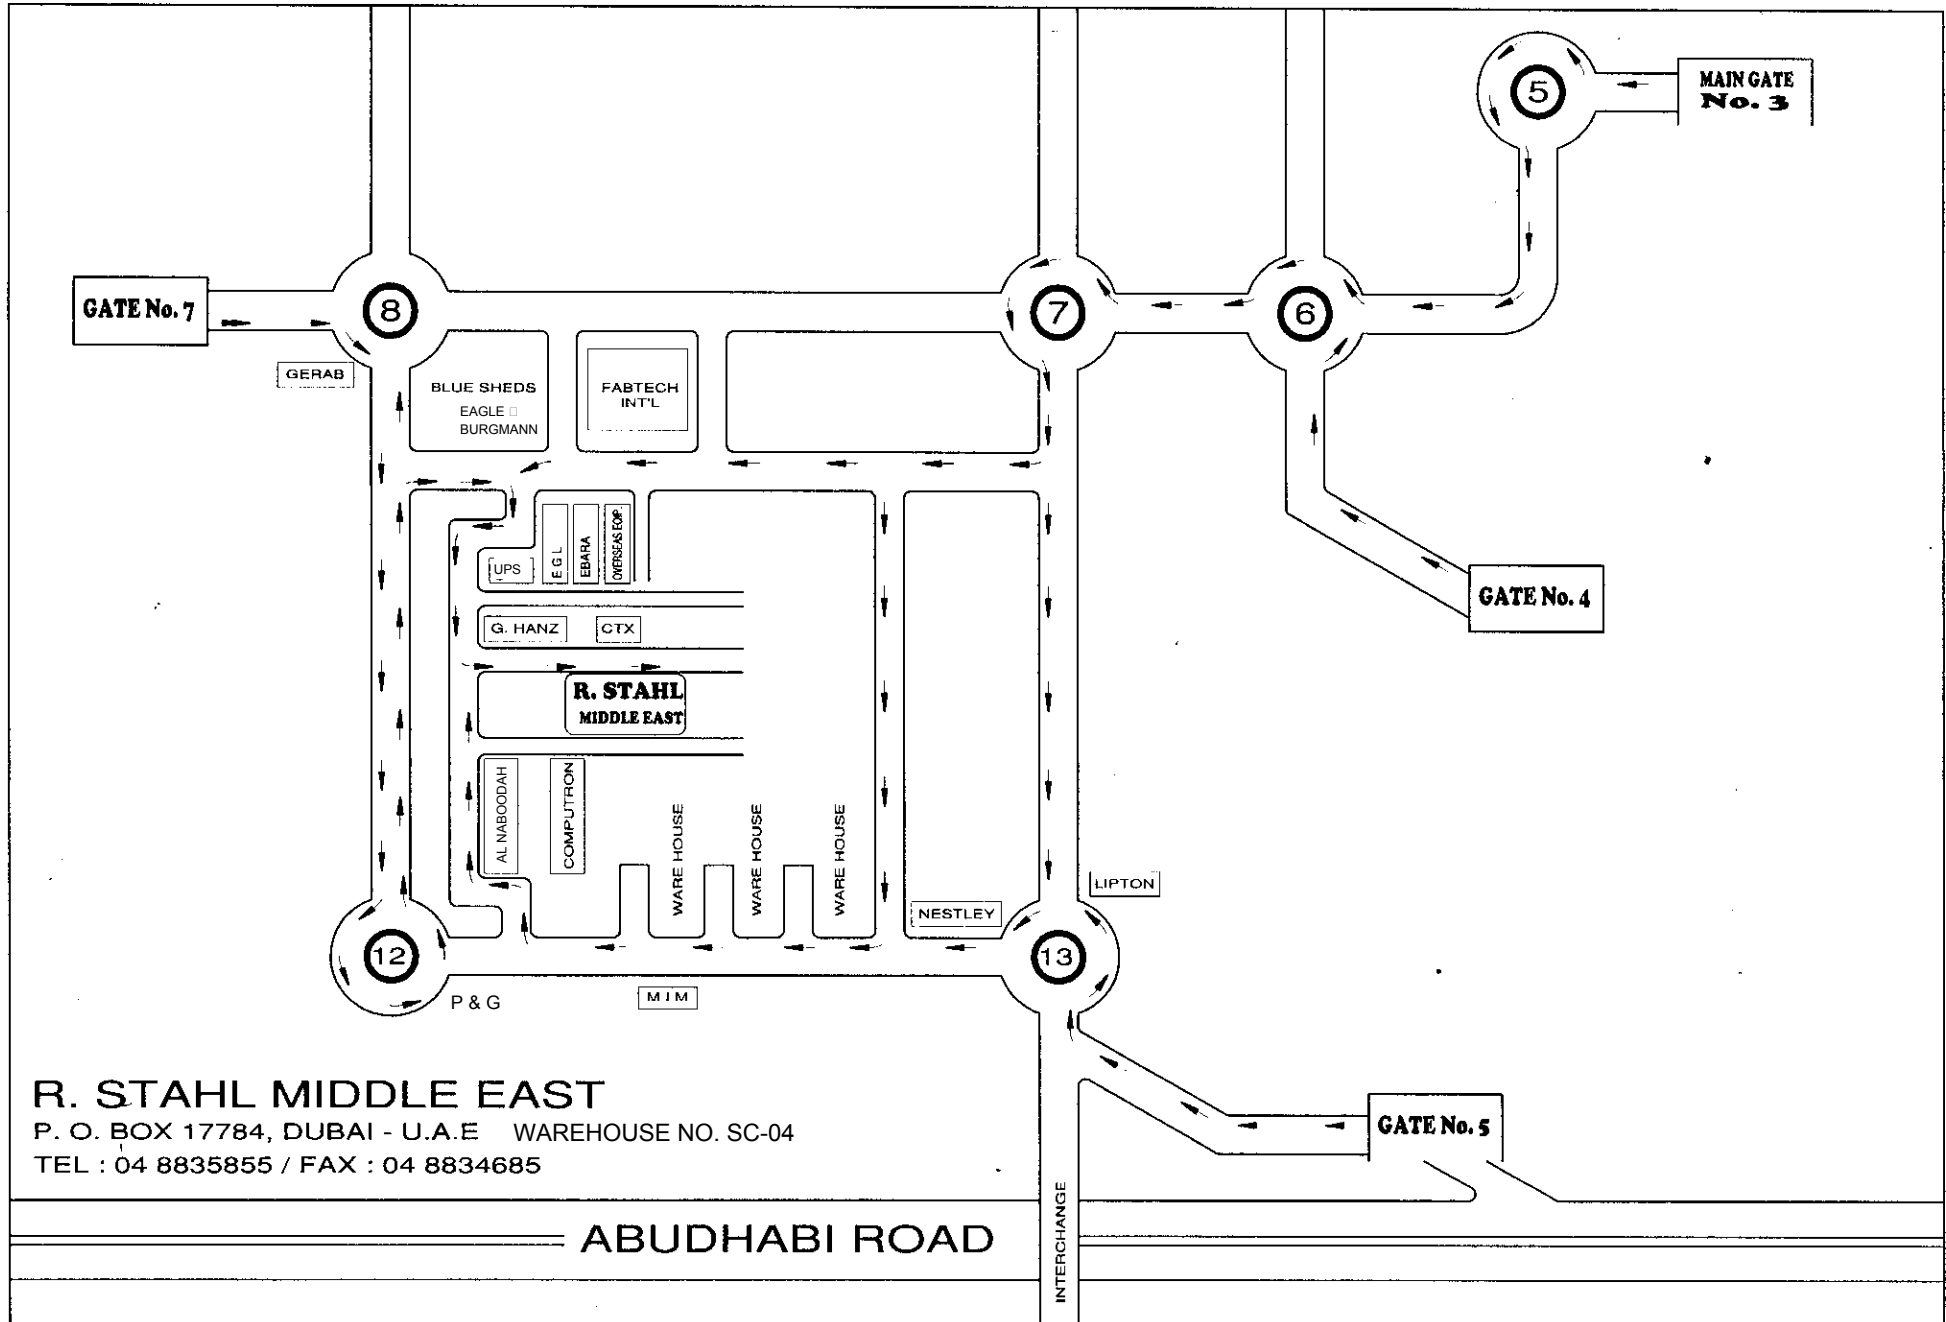 5
MAIN GATE
No. 3
GATE No. 7
8
7
6
GERAB
BLUE SHEDS
EAGLE
BURGMANN
FABTECH
INT'L
UPS
E G L
EBARA
OVERSEAS EQP.
GATE No. 4
G. HANZ
CTX
R. STAHL
MIDDLE EAST
AL NABOODAH
COMPUTRON
WARE HOUSE
WARE HOUSE
WARE HOUSE
LIPTON
NESTLEY
12
13
P & G
M I M
R. STAHL MIDDLE EAST
P. O. BOX 17784, DUBAI - U.A.E WAREHOUSE NO. SC-04
TEL : 04 8835855 / FAX : 04 8834685
GATE No. 5
ABUDHABI ROAD
INTERCHANGE